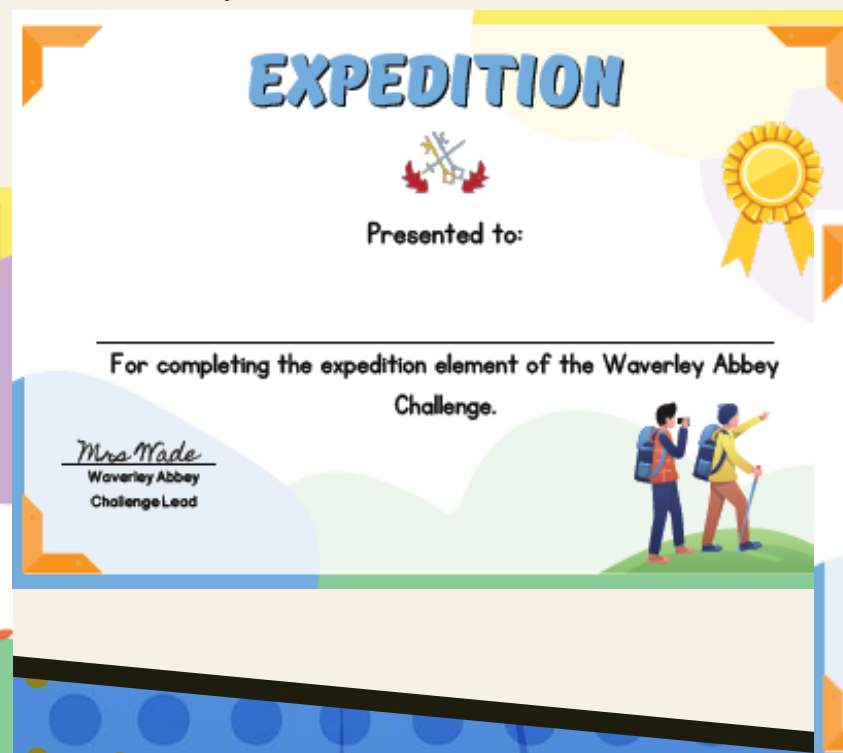 EXPEDITION
Presented to:
For completing the expedition element of the Waverley Abbey
Challenge.
Mrs Wade
Waverley Abbey
Challenge Lead